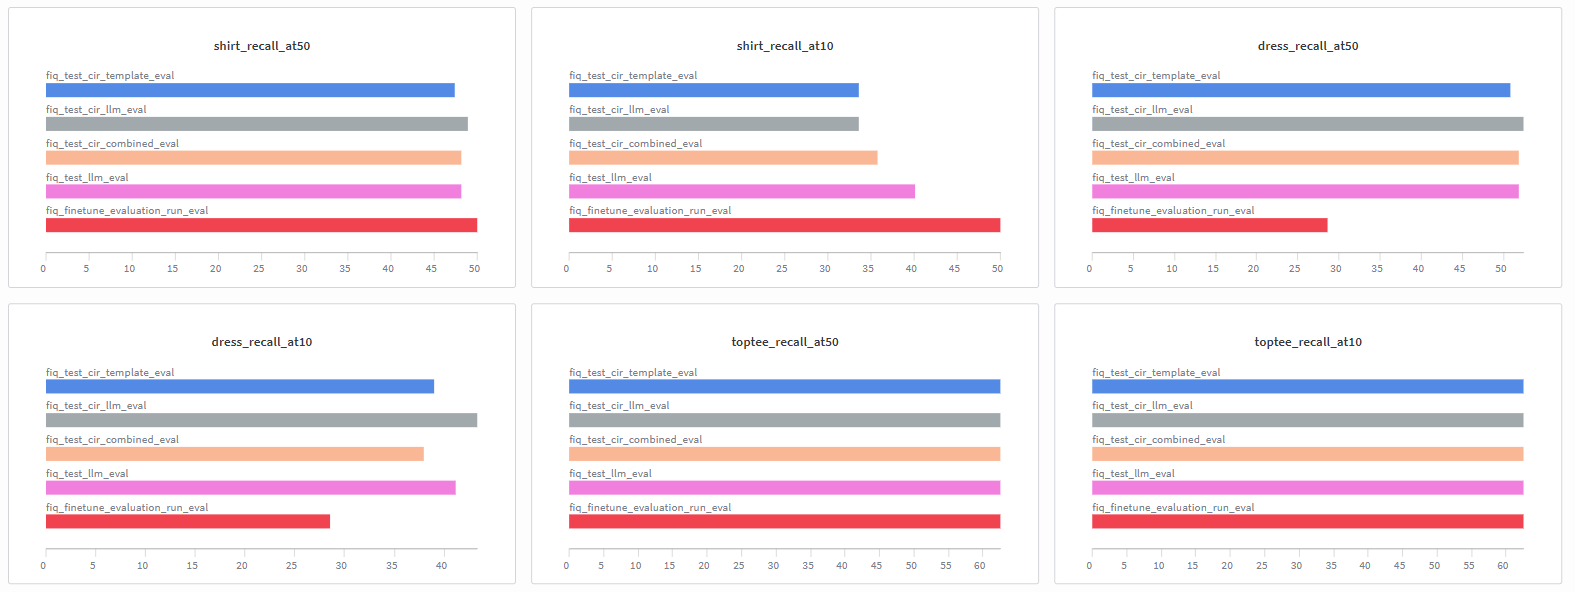 shirt_recall_at50
fiq_test_cir_template_eval
fiq_test_cir_llm_eval
fiq_test_cir_combined_eval
fiq_test_llm_eval
fiq_finetune_evaluation_run_eval
0 5 10 15 20 25 30 35 40 45 50
shirt_recall_at10
fiq_test_cir_template_eval
fiq_test_cir_llm_eval
fiq_test_cir_combined_eval
fiq_test_llm_eval
fiq_finetune_evaluation_run_eval
0 5 10 15 20 25 30 35 40 45 50
dress_recall_at50
fiq_test_cir_template_eval
fiq_test_cir_llm_eval
fiq_test_cir_combined_eval
fiq_test_llm_eval
fiq_finetune_evaluation_run_eval
0 5 10 15 20 25 30 35 40 45 50
dress_recall_at10
fiq_test_cir_template_eval
fiq_test_cir_llm_eval
fiq_test_cir_combined_eval
fiq_test_llm_eval
fiq_finetune_evaluation_run_eval
0 5 10 15 20 25 30 35 40
toptee_recall_at50
fiq_test_cir_template_eval
fiq_test_cir_llm_eval
fiq_test_cir_combined_eval
fiq_test_llm_eval
fiq_finetune_evaluation_run_eval
0 5 10 15 20 25 30 35 40 45 50 55 60
toptee_recall_at10
fiq_test_cir_template_eval
fiq_test_cir_llm_eval
fiq_test_cir_combined_eval
fiq_test_llm_eval
fiq_finetune_evaluation_run_eval
0 5 10 15 20 25 30 35 40 45 50 55 60